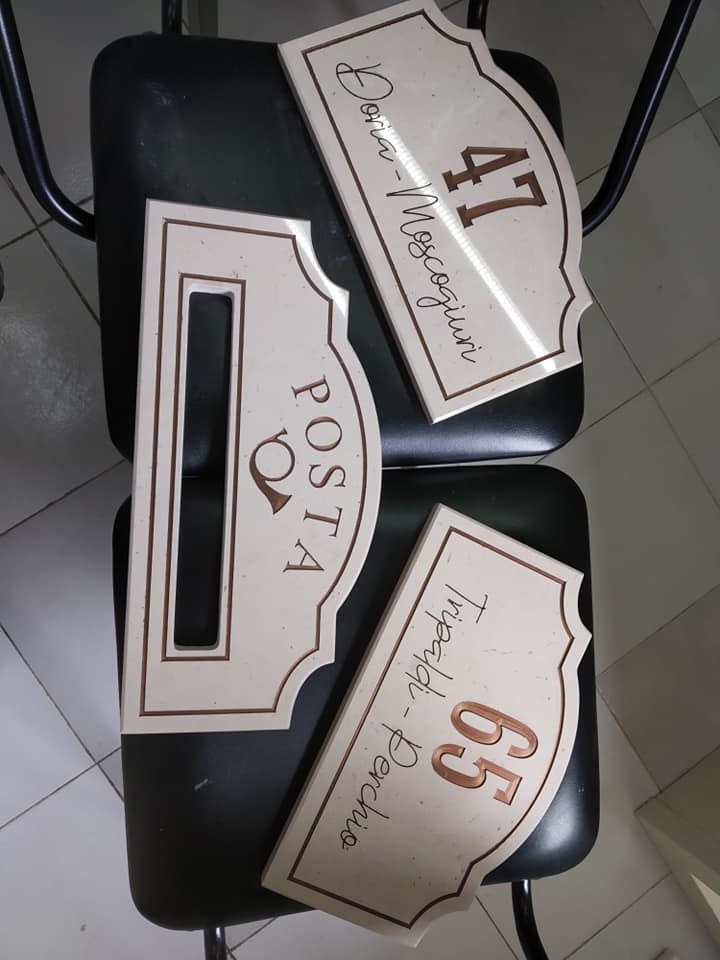 47
Doria - Moscogiuri
POSTA
65
Tripaldi - Perchio